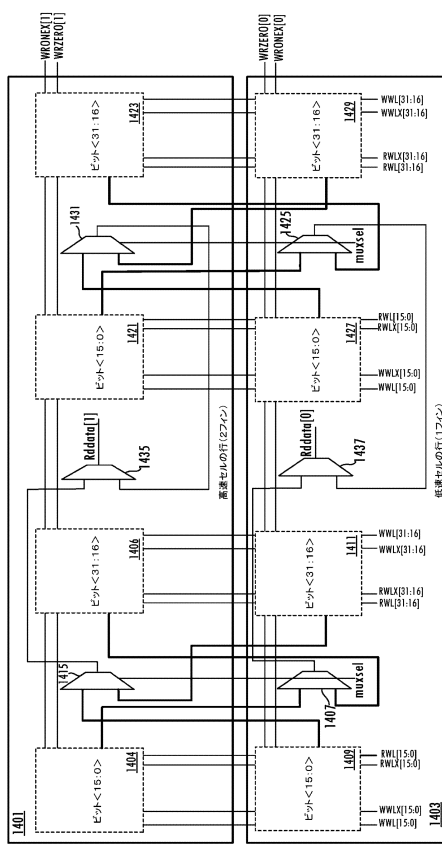 WRONEX[1]
WRZERO[1]
1401
ビット<15:0>
1404
1415
ビット<31:16>
1406
Rddata[1]
1435
ビット<15:0>
1421
1431
ビット<31:16>
1423
高速セルの行(2フィン)
WRZERO[0]
WRONEX[0]
1403
ビット<15:0>
1409
1407
muxsel
ビット<31:16>
1411
Rddata[0]
1437
ビット<15:0>
1427
1425
muxsel
ビット<31:16>
1429
低速セルの行(1フィン)
WWL[15:0]
WWLX[15:0]
RWLX[15:0]
RWL[15:0]
RWL[31:16]
RWLX[31:16]
WWLX[31:16]
WWL[31:16]
WWL[15:0]
WWLX[15:0]
RWLX[15:0]
RWL[15:0]
RWL[31:16]
RWLX[31:16]
WWLX[31:16]
WWL[31:16]